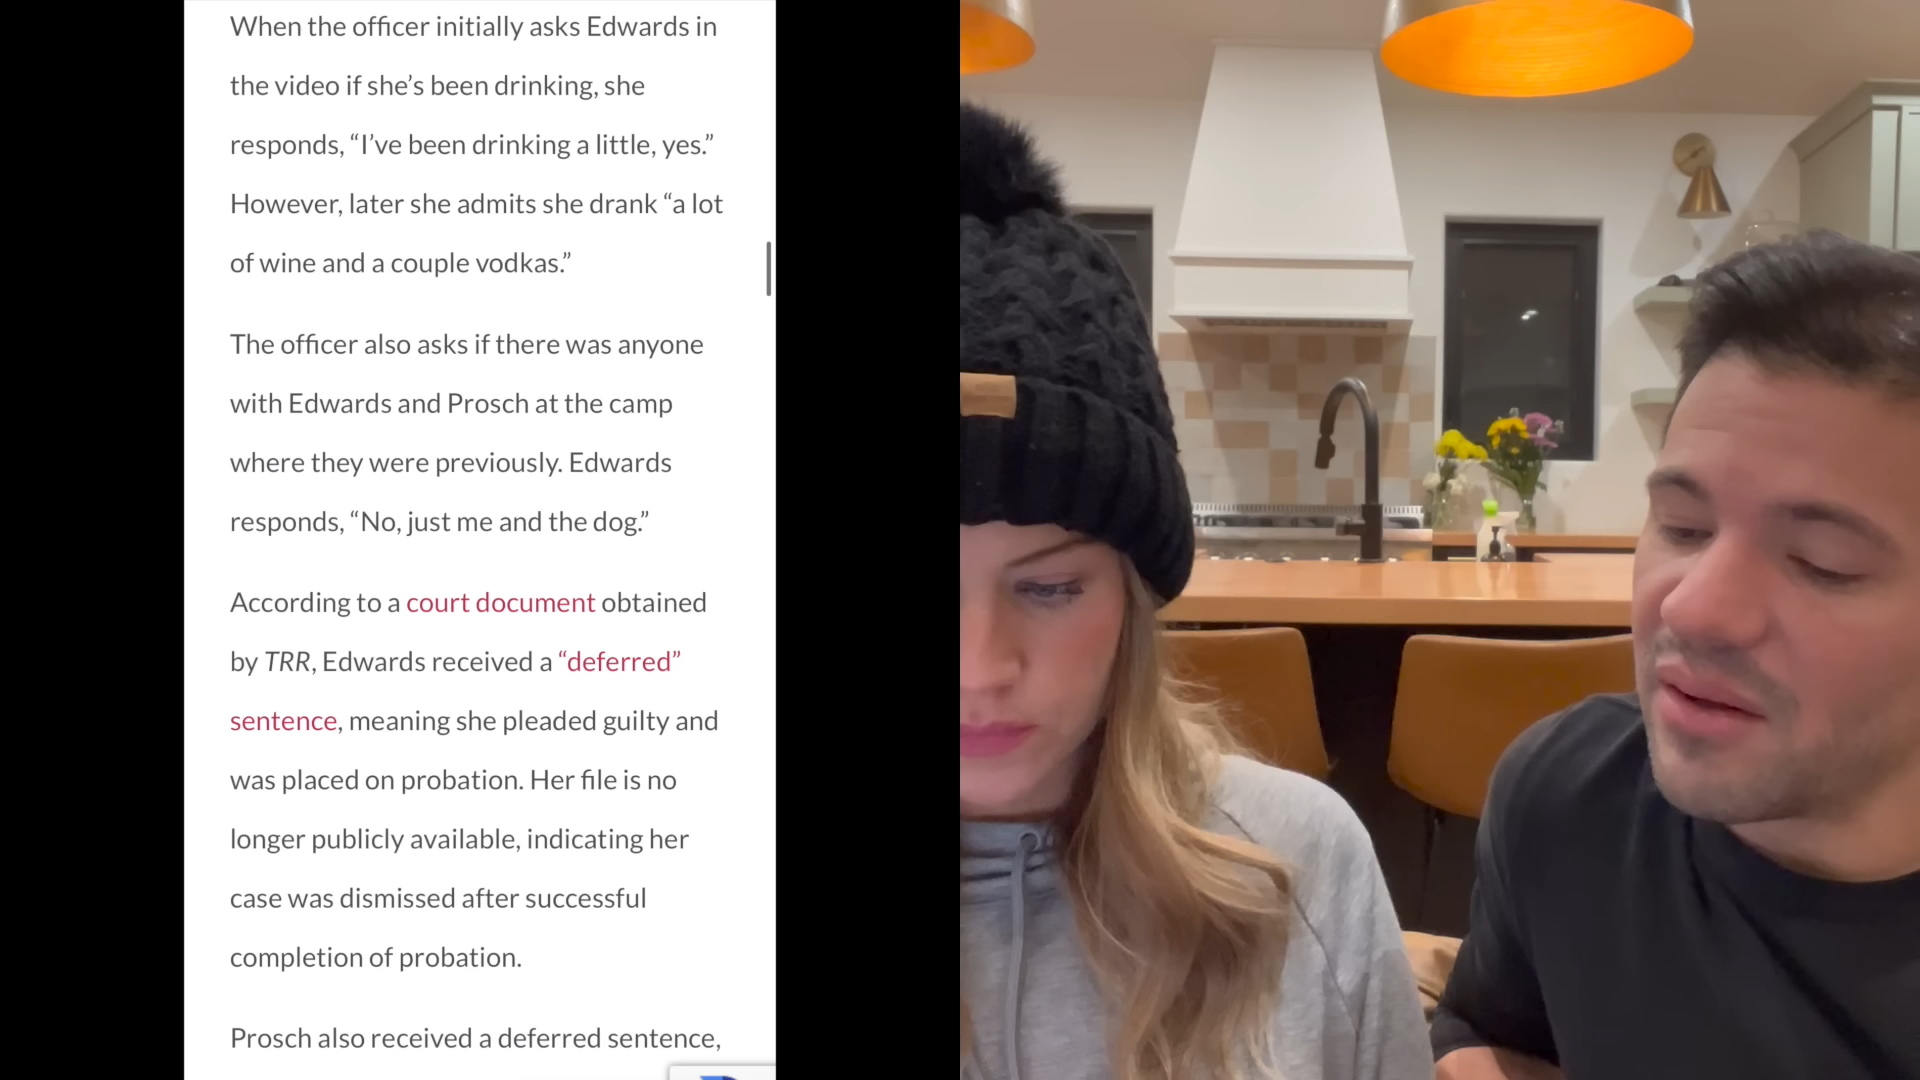 When the officer initially asks Edwards in
the video if she’s been drinking, she
responds, “I’ve been drinking a little, yes.”
However, later she admits she drank “a lot
of wine and a couple vodkas.”
The officer also asks if there was anyone
with Edwards and Prosch at the camp
where they were previously. Edwards
responds, “No, just me and the dog.”
According to a court document obtained
by TRR, Edwards received a “deferred”
sentence, meaning she pleaded guilty and
was placed on probation. Her file is no
longer publicly available, indicating her
case was dismissed after successful
completion of probation.
Prosch also received a deferred sentence,